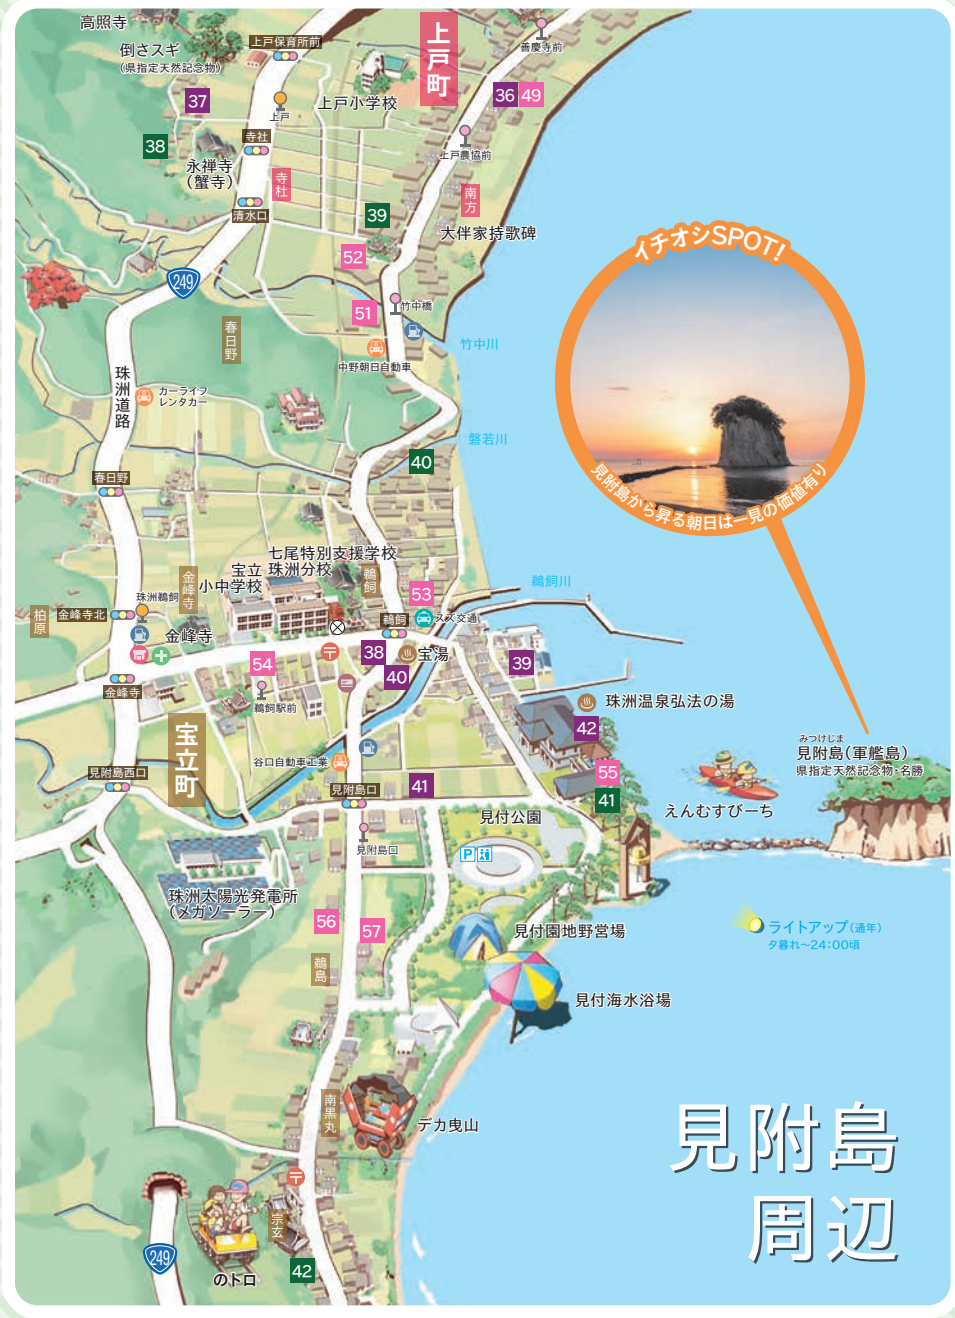 高照寺
倒さスギ
（県指定天然記念物）
上戸保育所前
上戸町
善慶寺前
37
36
49
上戸
上戸小学校
38
寺社
上戸農協前
永禅寺
（蟹寺）
寺社
清水口
南方
39
大伴家持歌碑
52
249
イチオシSPOT!
51
竹中橋
春日野
竹中川
中野朝日自動車
珠洲道路
カーライフ
レンタカー
磐若川
40
見附島から昇る朝日は一見の価値有り
春日野
七尾特別支援学校
珠洲分校
宝立
小中学校
金峰寺
鵜飼
鵜飼川
53
珠洲鵜飼
柏原
金峰寺北
鵜飼
スズ交通
金峰寺
38
宝湯
39
54
40
金峰寺
鵜飼駅前
珠洲温泉弘法の湯
42
宝立町
みつけじま
見附島（軍艦島）
県指定天然記念物・名勝
谷口自動車工業
見附島西口
55
見附島口
41
41
えんむすびーち
見付公園
見附島口
P
珠洲太陽光発電所
（メガソーラー）
56
57
見付園地野営場
ライトアップ（通年）
夕暮れ～24:00頃
鵜島
見付海水浴場
南黒丸
デカ曳山
見附島
周辺
宗玄
249
のトロ
42